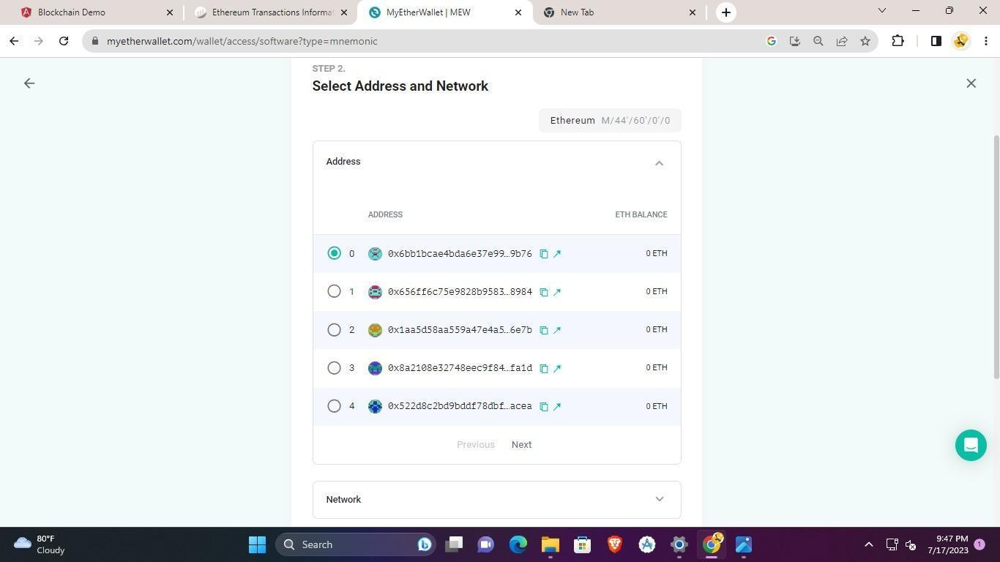 Blockchain Demo
Ethereum Transactions Informat
MyEtherWallet | MEW
New Tab
myetherwallet.com/wallet/access/software?type=mnemonic
STEP 2.
Select Address and Network
Ethereum M/44'/60'/0'/0
Address
ADDRESS ETH BALANCE
0 0x6bb1bcae4bda6e37e99…9b76 0 ETH
1 0x656ff6c75e9828b9583…8984 0 ETH
2 0x1aa5d58aa559a47e4a5…6e7b 0 ETH
3 0x8a2108e32748eec9f84…fa1d 0 ETH
4 0x522d8c2bd9bddf78dbf…acea 0 ETH
Previous Next
Network
80°F
Cloudy
Search
9:47 PM
7/17/2023
1